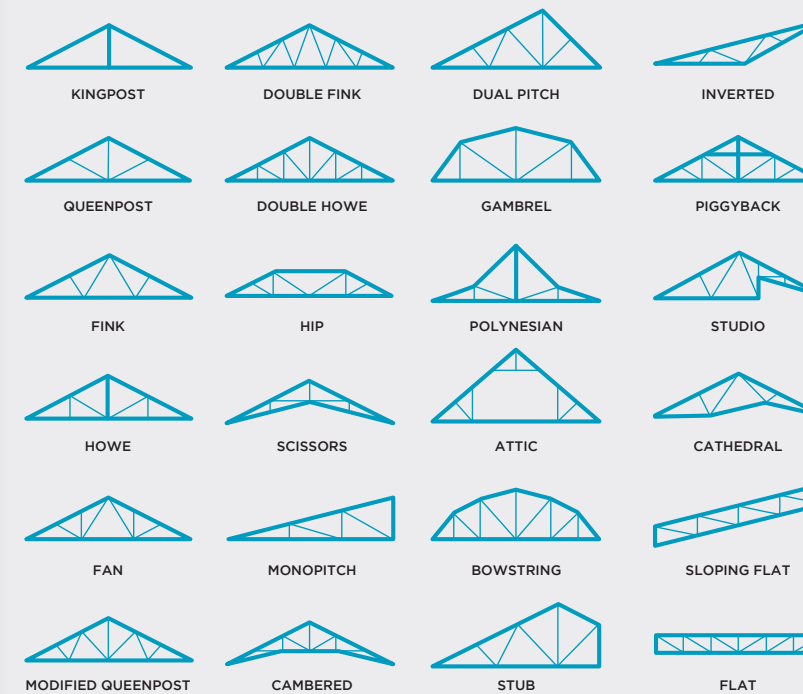 KINGPOST
DOUBLE FINK
DUAL PITCH
INVERTED
QUEENPOST
DOUBLE HOWE
GAMBREL
PIGGYBACK
FINK
HIP
POLYNESIAN
STUDIO
HOWE
SCISSORS
ATTIC
CATHEDRAL
FAN
MONOPITCH
BOWSTRING
SLOPING FLAT
MODIFIED QUEENPOST
CAMBERED
STUB
FLAT